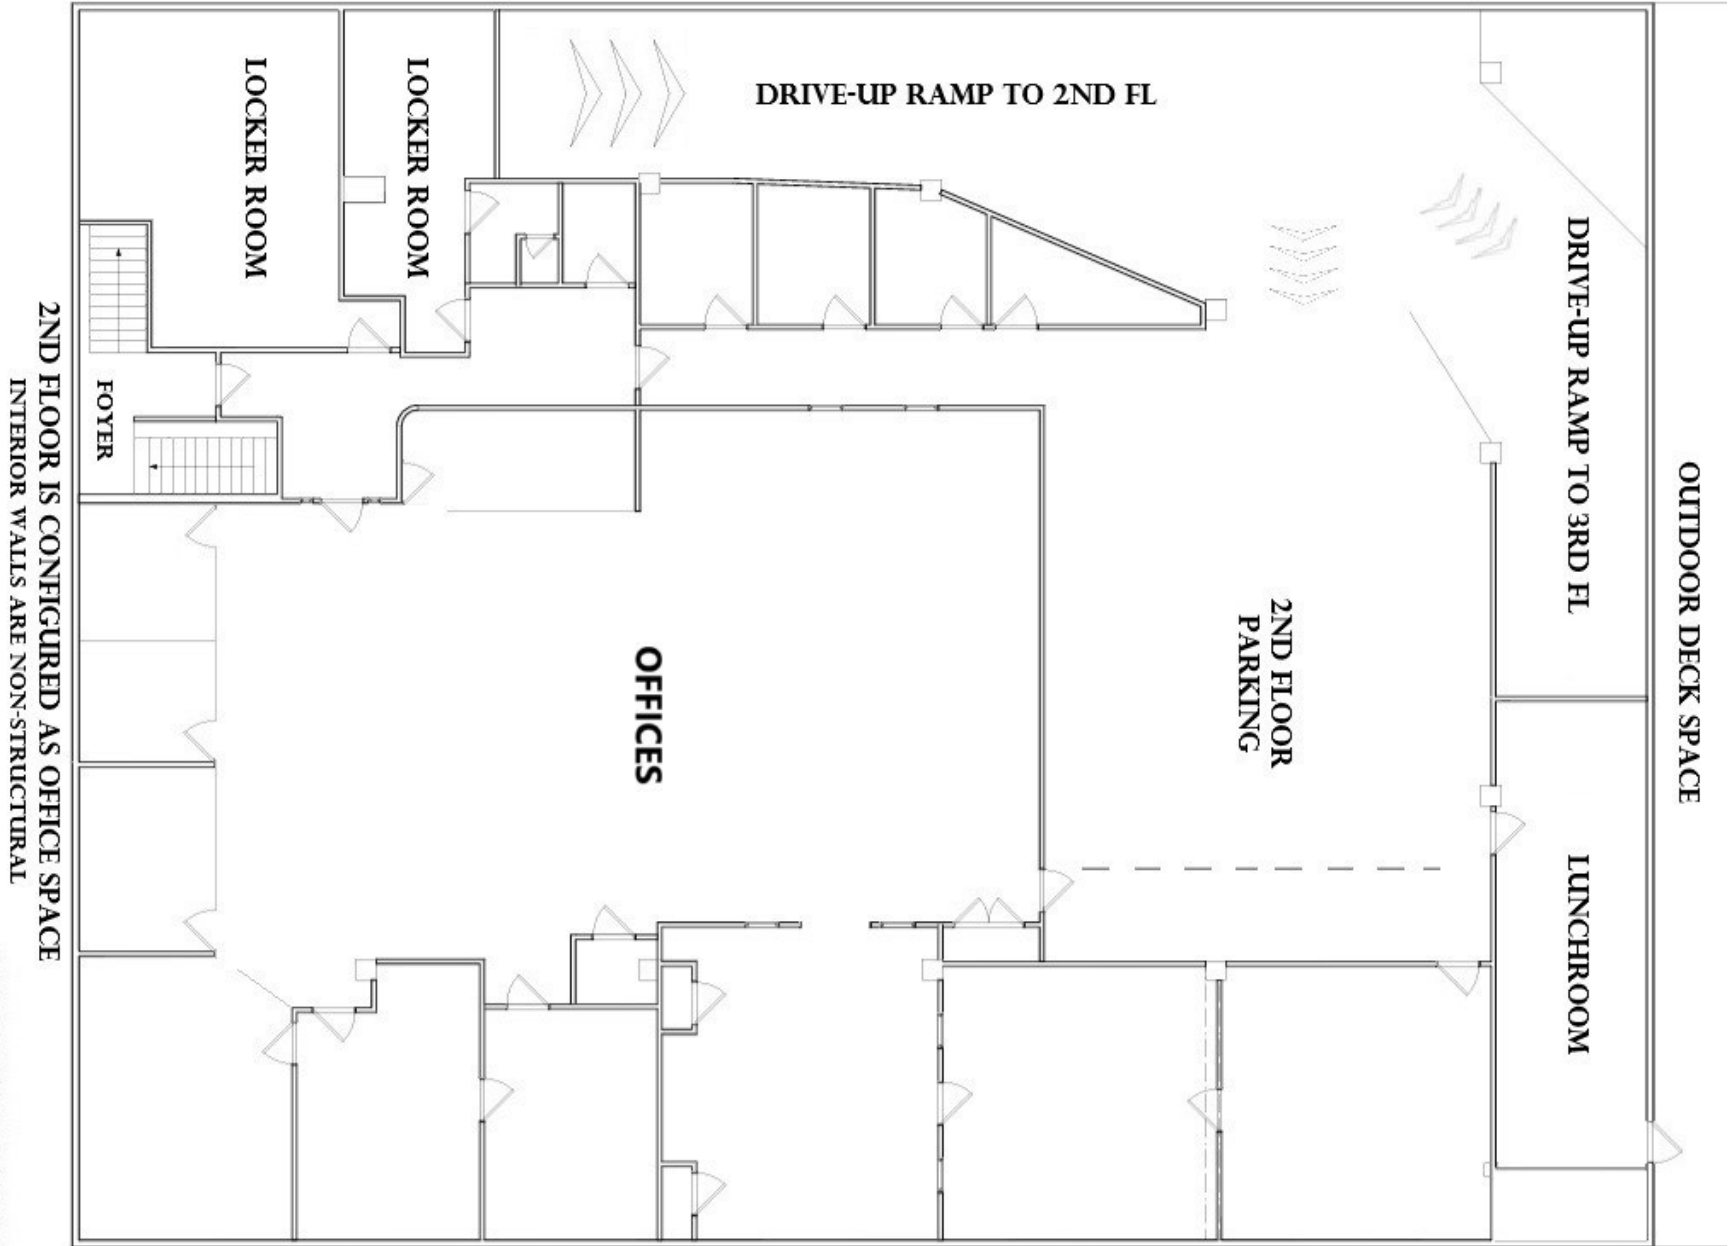 DRIVE-UP RAMP TO 2ND FL
LOCKER ROOM
LOCKER ROOM
DRIVE-UP RAMP TO 3RD FL
OUTDOOR DECK SPACE
FOYER
2ND FLOOR IS CONFIGURED AS OFFICE SPACE
INTERIOR WALLS ARE NON-STRUCTURAL
OFFICES
2ND FLOOR
PARKING
LUNCHROOM